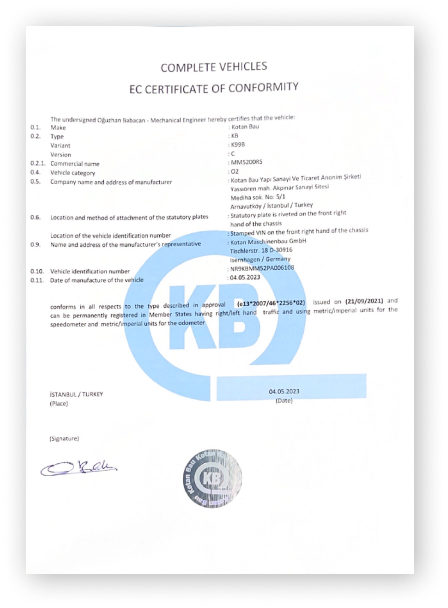 COMPLETE VEHICLES
EC CERTIFICATE OF CONFORMITY
The undersigned Oğuzhan Babacan - Mechanical Engineer hereby certifies that the vehicle:
0.1. Make : Kotan Bau
0.2. Type : KB
Variant : K99B
Version : C
0.2.1. Commercial name : MMS200RS
0.4. Vehicle category : O2
0.5. Company name and address of manufacturer : Kotan Bau Yapı Sanayi Ve Ticaret Anonim Şirketi
Yassıören mah. Akpınar Sanayi Sitesi
Mediha sok. No: 5/1
Arnavutköy / İstanbul / Turkey
0.6. Location and method of attachment of the statutory plates : Statutory plate is riveted on the front right
hand of the chassis
Location of the vehicle identification number : Stamped VIN on the front right hand of the chassis
0.9. Name and address of the manufacturer's representative : Kotan Maschinenbau GmbH
Tischlerstr. 18 D-30916
Isernhagen / Germany
0.10. Vehicle identification number : NR9KBMMS2PA006108
0.11. Date of manufacture of the vehicle : 04.05.2023
conforms in all respects to the type described in approval (e13*2007/46*2256*02) issued on (21/09/2021) and
can be permanently registered in Member States having right/left hand traffic and using metric/imperial units for the
speedometer and metric/imperial units for the odometer
KB
İSTANBUL / TURKEY 04.05.2023
(Place) (Date)
(Signature)
Kotan Bau Kotan Bau
KB